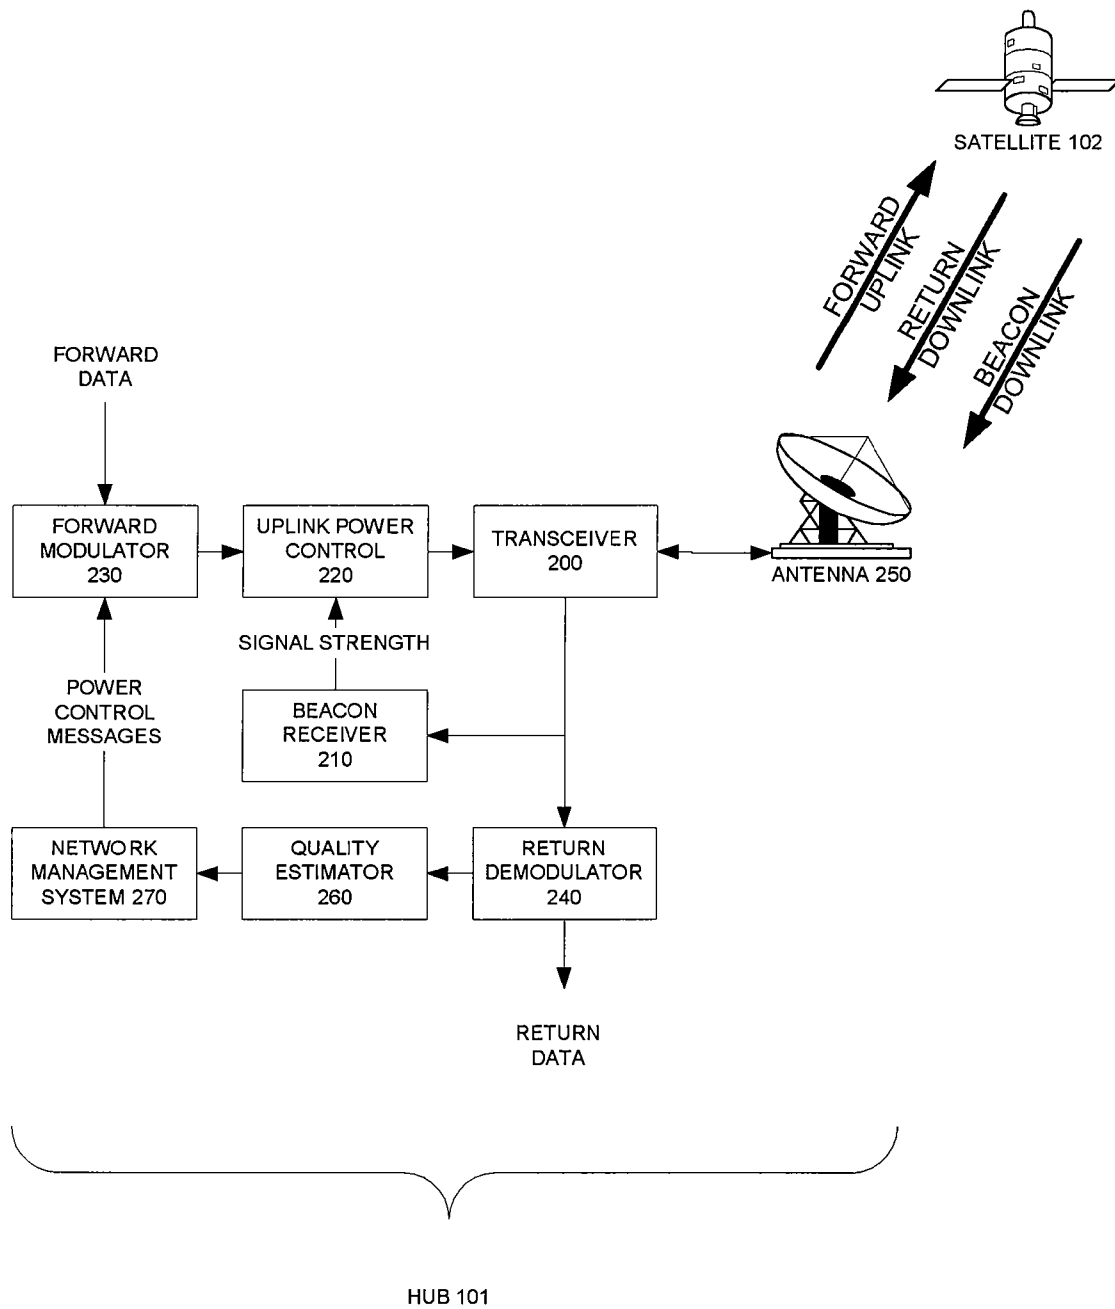 SATELLITE 102
FORWARD
UPLINK
RETURN
DOWNLINK
BEACON
DOWNLINK
FORWARD
DATA
FORWARD
MODULATOR
230
UPLINK POWER
CONTROL
220
TRANSCEIVER
200
ANTENNA 250
SIGNAL STRENGTH
POWER
CONTROL
MESSAGES
BEACON
RECEIVER
210
NETWORK
MANAGEMENT
SYSTEM 270
QUALITY
ESTIMATOR
260
RETURN
DEMODULATOR
240
RETURN
DATA
HUB 101